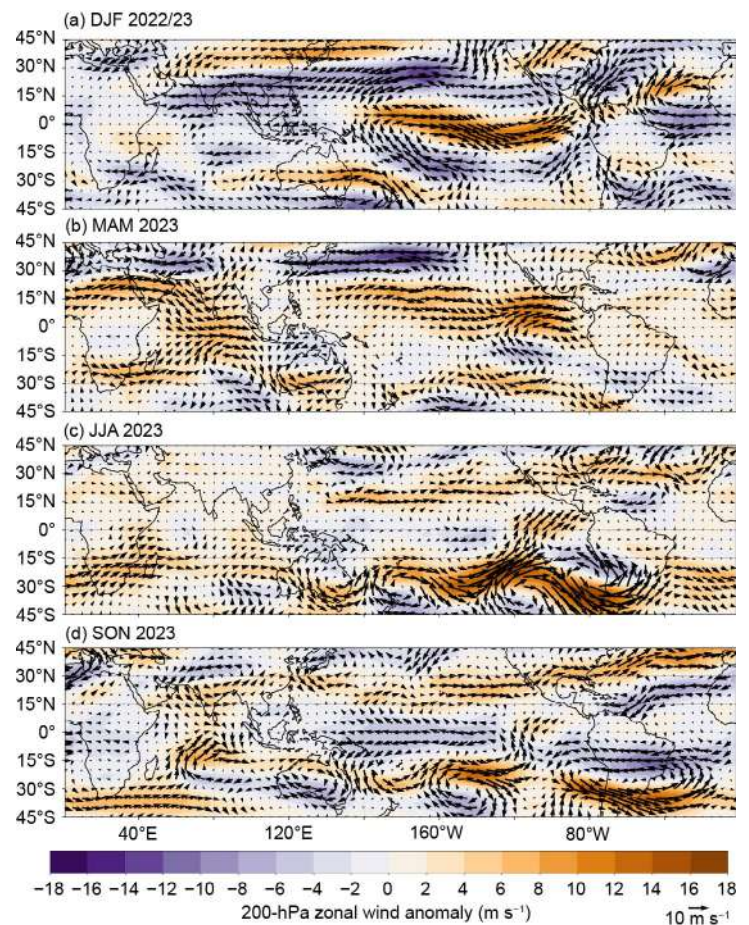 (a) DJF 2022/23
45°N
30°N
15°N
0°
15°S
30°S
45°S
(b) MAM 2023
45°N
30°N
15°N
0°
15°S
30°S
45°S
(c) JJA 2023
45°N
30°N
15°N
0°
15°S
30°S
45°S
(d) SON 2023
45°N
30°N
15°N
0°
15°S
30°S
45°S
40°E 120°E 160°W 80°W
−18 −16 −14 −12 −10 −8 −6 −4 −2 0 2 4 6 8 10 12 14 16 18
200-hPa zonal wind anomaly (m s⁻¹) 10 m s⁻¹